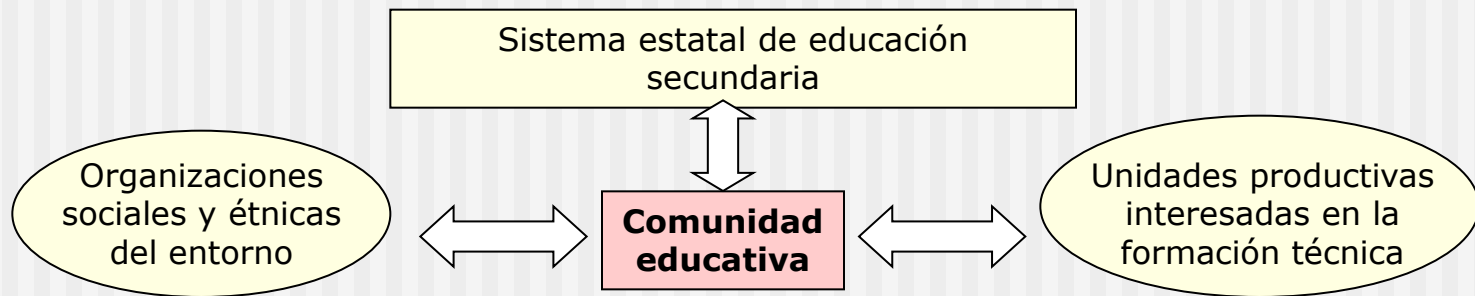 Sistema estatal de educación
secundaria
Organizaciones
sociales y étnicas
del entorno
Comunidad
educativa
Unidades productivas
interesadas en la
formación técnica